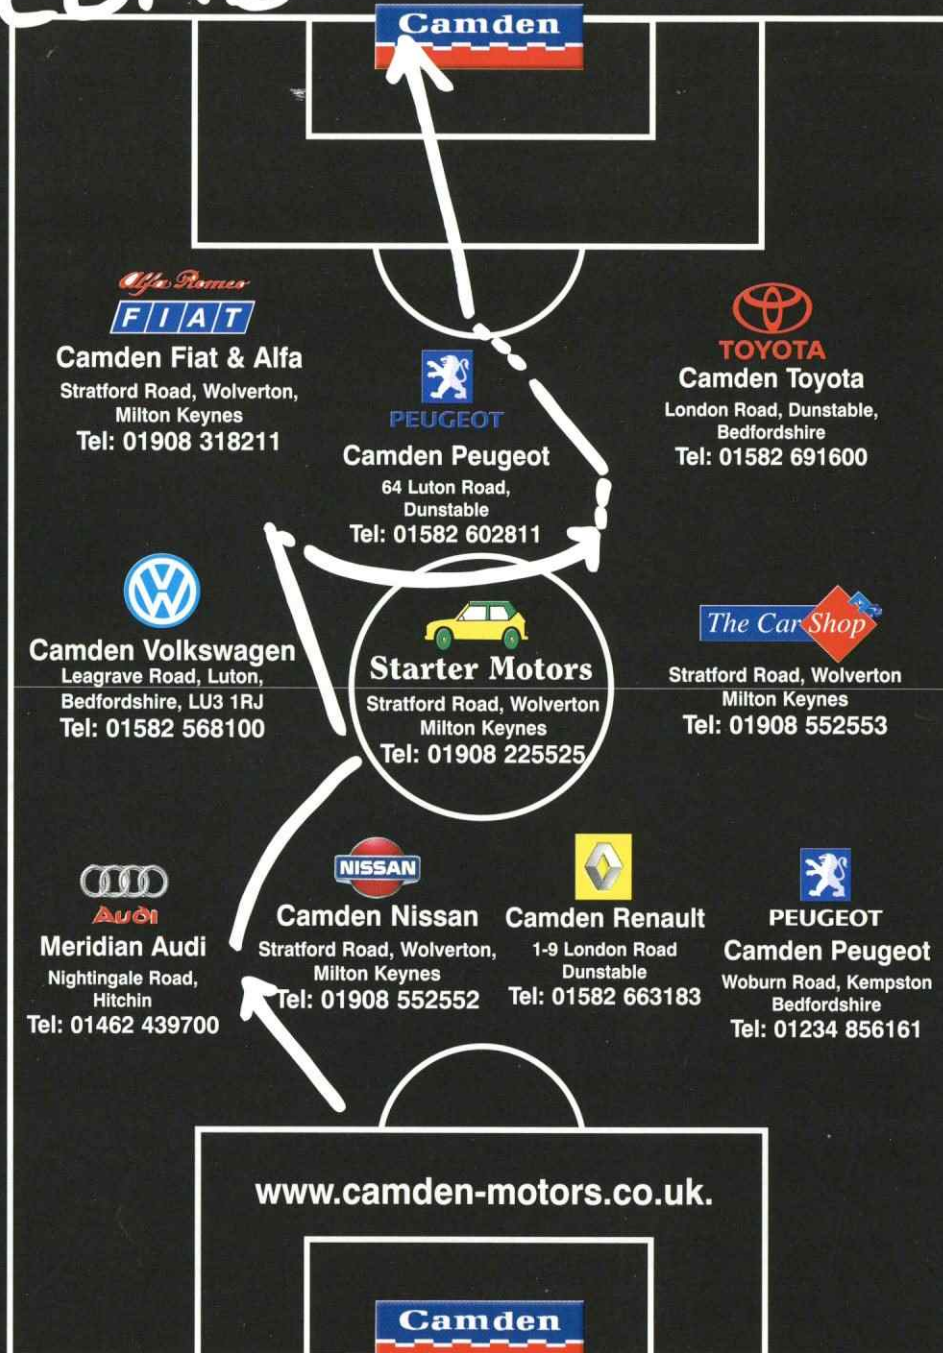 Camden
Alfa Romeo
FIAT
Camden Fiat & Alfa
Stratford Road, Wolverton,
Milton Keynes
Tel: 01908 318211
PEUGEOT
Camden Peugeot
64 Luton Road,
Dunstable
Tel: 01582 602811
TOYOTA
Camden Toyota
London Road, Dunstable,
Bedfordshire
Tel: 01582 691600
Camden Volkswagen
Leagrave Road, Luton,
Bedfordshire, LU3 1RJ
Tel: 01582 568100
Starter Motors
Stratford Road, Wolverton
Milton Keynes
Tel: 01908 225525
The Car Shop
Stratford Road, Wolverton
Milton Keynes
Tel: 01908 552553
Audi
Meridian Audi
Nightingale Road,
Hitchin
Tel: 01462 439700
NISSAN
Camden Nissan
Stratford Road, Wolverton,
Milton Keynes
Tel: 01908 552552
Camden Renault
1-9 London Road
Dunstable
Tel: 01582 663183
PEUGEOT
Camden Peugeot
Woburn Road, Kempston
Bedfordshire
Tel: 01234 856161
www.camden-motors.co.uk.
Camden